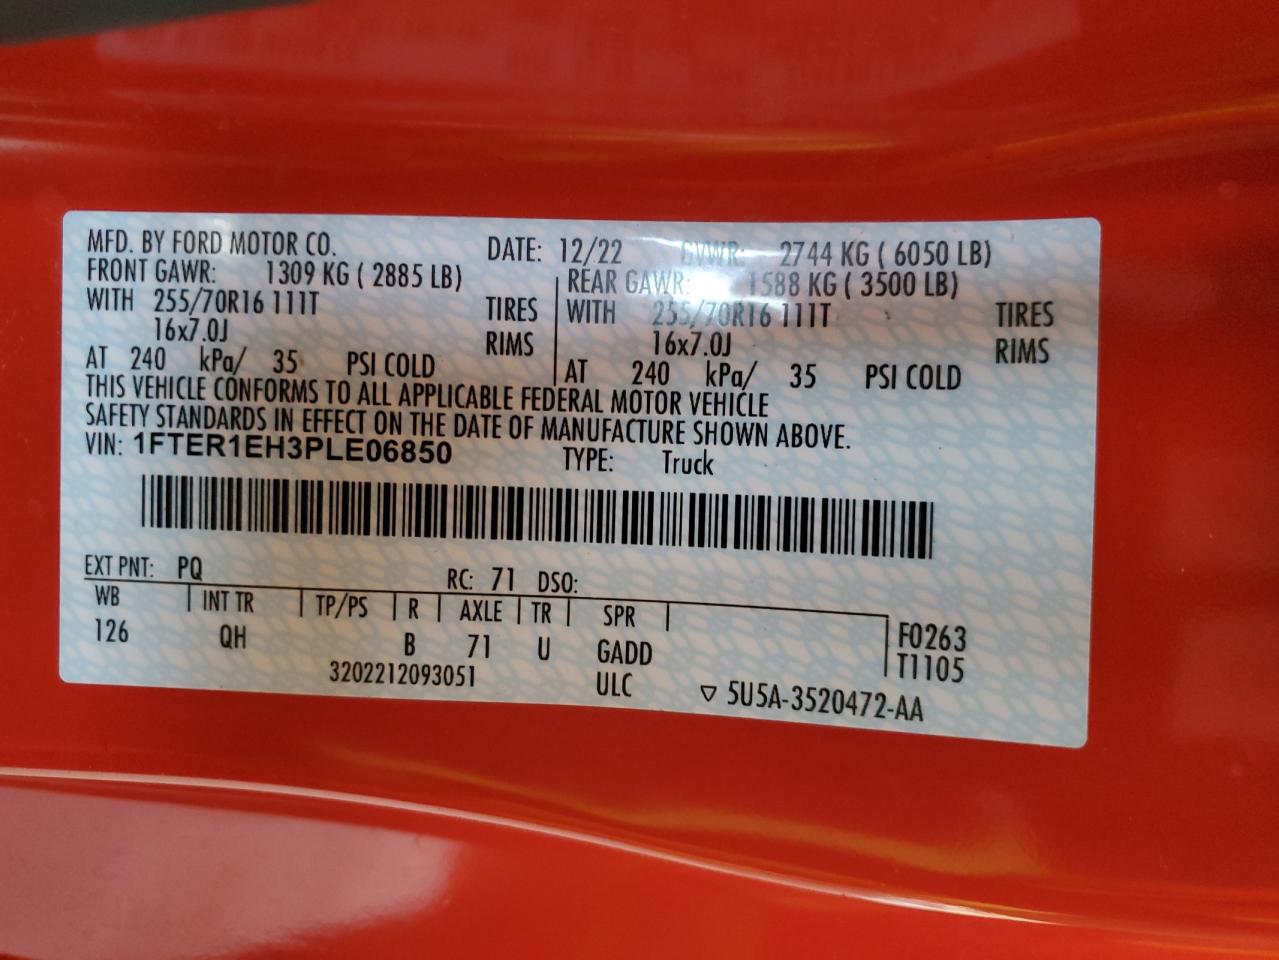 MFD. BY FORD MOTOR CO. DATE: 12/22 GVWR: 2744 KG ( 6050 LB)
FRONT GAWR: 1309 KG ( 2885 LB) REAR GAWR: 1588 KG ( 3500 LB)
WITH 255/70R16 111T TIRES WITH 255/70R16 111T TIRES
16x7.0J RIMS 16x7.0J RIMS
AT 240 kPa/ 35 PSI COLD AT 240 kPa/ 35 PSI COLD
THIS VEHICLE CONFORMS TO ALL APPLICABLE FEDERAL MOTOR VEHICLE
SAFETY STANDARDS IN EFFECT ON THE DATE OF MANUFACTURE SHOWN ABOVE.
VIN: 1FTER1EH3PLE06850 TYPE: Truck
EXT PNT: PQ RC: 71 DSO:
WB INT TR TP/PS R AXLE TR SPR
126 QH B 71 U GADD F0263
3202212093051 ULC T1105
▽ 5U5A-3520472-AA